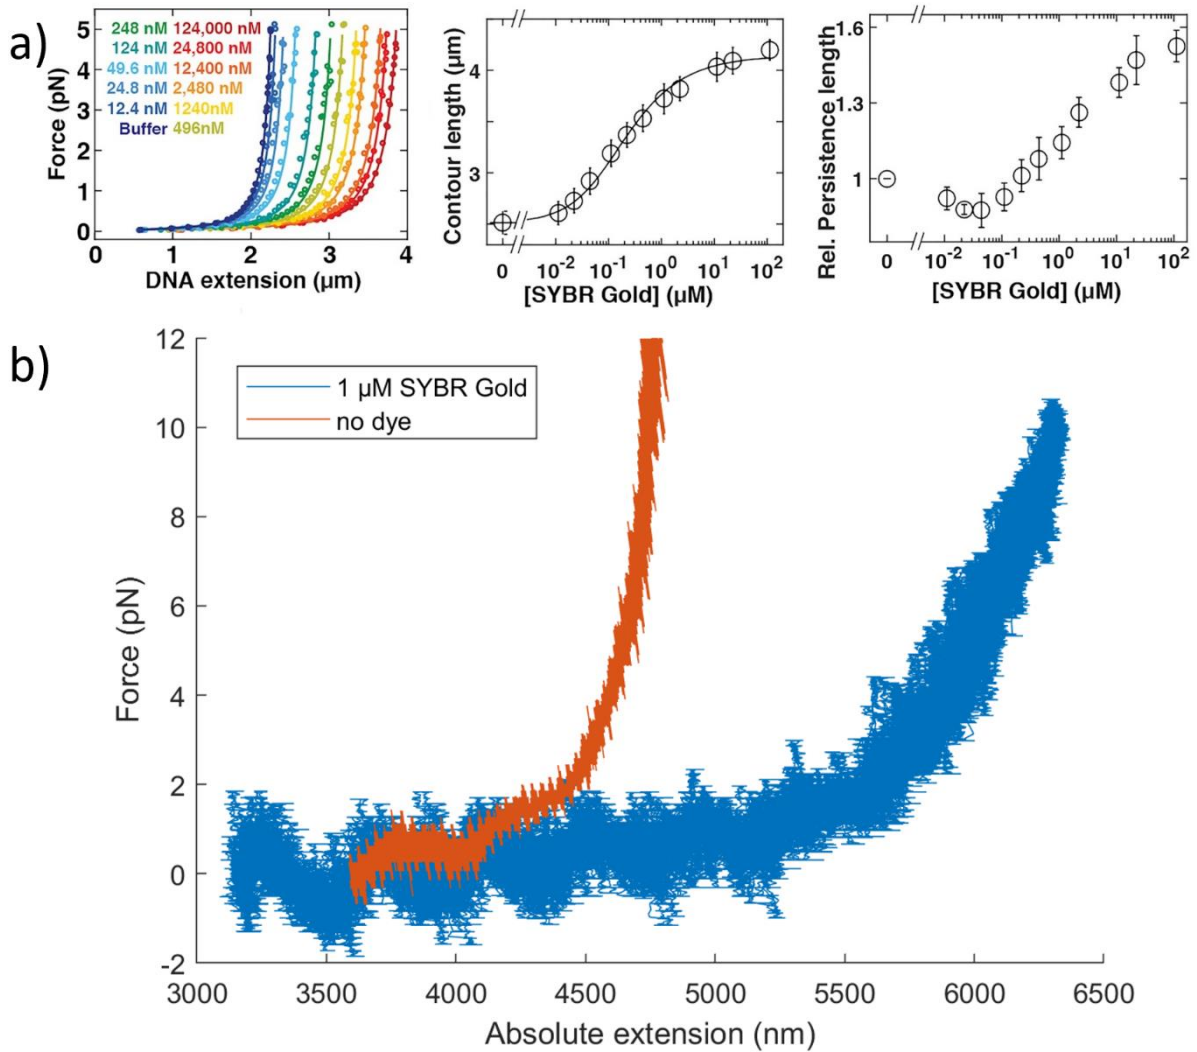 a)
Force (pN)
5
4
3
2
1
0
248 nM 124,000 nM
124 nM 24,800 nM
49.6 nM 12,400 nM
24.8 nM 2,480 nM
12.4 nM 1240nM
Buffer 496nM
0 1 2 3 4
DNA extension (μm)
Contour length (μm)
4
3
0 10-2 10-1 100 101 102
[SYBR Gold] (μM)
Rel. Persistence length
1.6
1.3
1
0 10-2 10-1 100 101 102
[SYBR Gold] (μM)
b)
Force (pN)
12
10
8
6
4
2
0
-2
1 μM SYBR Gold
no dye
3000 3500 4000 4500 5000 5500 6000 6500
Absolute extension (nm)